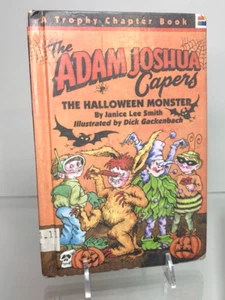 A Trophy Chapter Book
The
ADAM JOSHUA
Capers
THE HALLOWEEN MONSTER
By Janice Lee Smith
Illustrated by Dick Gackenbach